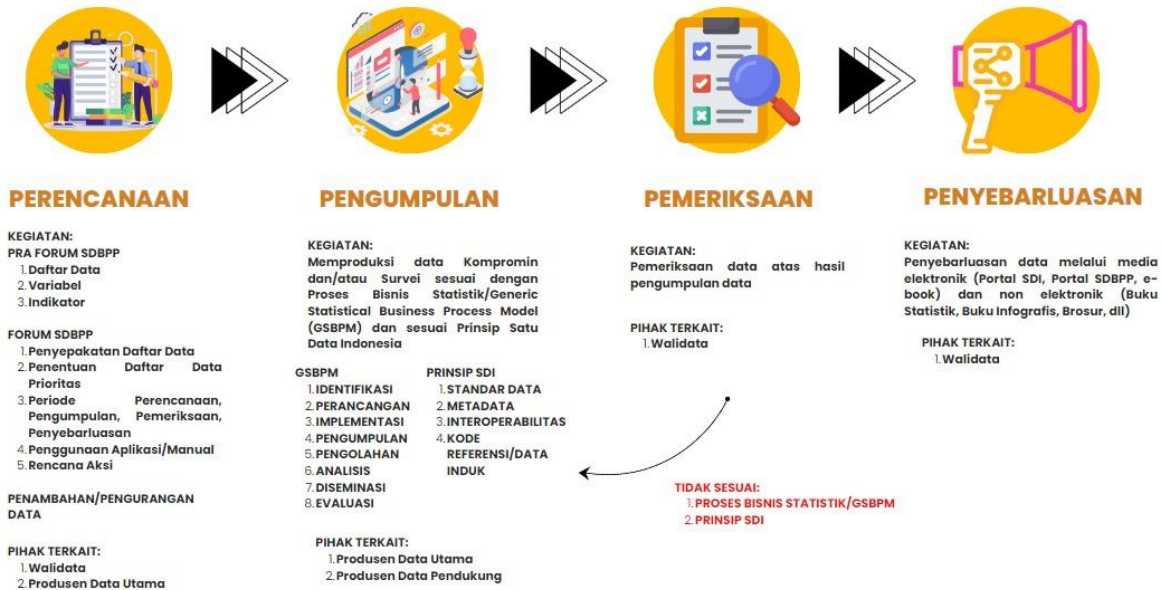 PERENCANAAN
KEGIATAN:
PRA FORUM SDBPP
1. Daftar Data
2. Variabel
3. Indikator
FORUM SDBPP
1. Penyepakatan Daftar Data
2. Penentuan Daftar Data
Prioritas
3. Periode Perencanaan,
Pengumpulan, Pemeriksaan,
Penyebarluasan
4. Penggunaan Aplikasi/Manual
5. Rencana Aksi
PENAMBAHAN/PENGURANGAN
DATA
PIHAK TERKAIT:
1. Walidata
2. Produsen Data Utama
PENGUMPULAN
KEGIATAN:
Memproduksi data Kompromin
dan/atau Survei sesuai dengan
Proses Bisnis Statistik/Generic
Statistical Business Process Model
(GSBPM) dan sesuai Prinsip Satu
Data Indonesia
GSBPM
1. IDENTIFIKASI
2. PERANCANGAN
3. IMPLEMENTASI
4. PENGUMPULAN
5. PENGOLAHAN
6. ANALISIS
7. DISEMINASI
8. EVALUASI
PRINSIP SDI
1. STANDAR DATA
2. METADATA
3. INTEROPERABILITAS
4. KODE
REFERENSI/DATA
INDUK
PIHAK TERKAIT:
1. Produsen Data Utama
2. Produsen Data Pendukung
PEMERIKSAAN
KEGIATAN:
Pemeriksaan data atas hasil
pengumpulan data
PIHAK TERKAIT:
1. Walidata
TIDAK SESUAI:
1. PROSES BISNIS STATISTIK/GSBPM
2. PRINSIP SDI
PENYEBARLUASAN
KEGIATAN:
Penyebarluasan data melalui media
elektronik (Portal SDI, Portal SDBPP, e-
book) dan non elektronik (Buku
Statistik, Buku Infografis, Brosur, dll)
PIHAK TERKAIT:
1. Walidata